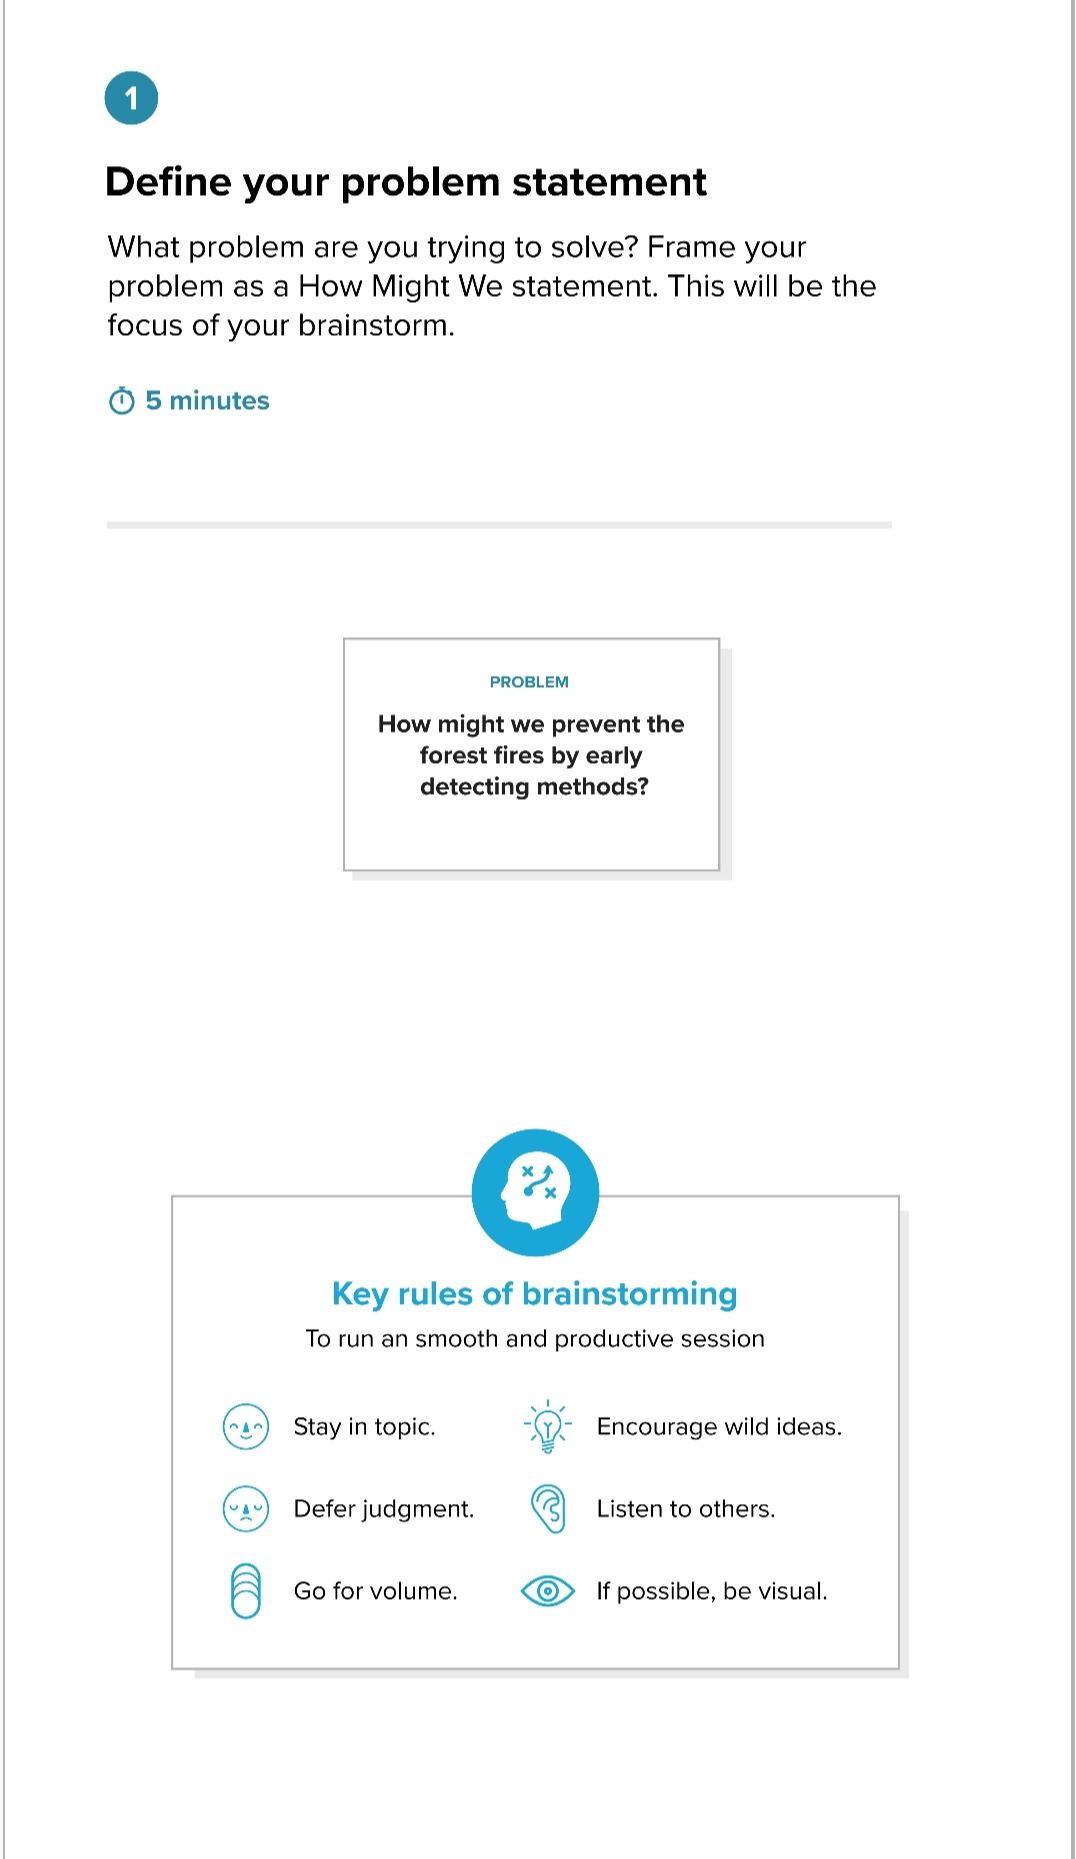 1
Define your problem statement
What problem are you trying to solve? Frame your
problem as a How Might We statement. This will be the
focus of your brainstorm.
5 minutes
PROBLEM
How might we prevent the
forest fires by early
detecting methods?
Key rules of brainstorming
To run an smooth and productive session
Stay in topic.
Encourage wild ideas.
Defer judgment.
Listen to others.
Go for volume.
If possible, be visual.